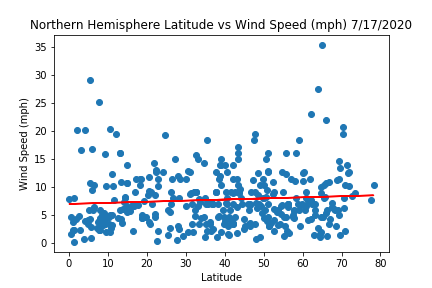 Northern Hemisphere Latitude vs Wind Speed (mph) 7/17/2020
35
30
25
20
15
10
5
0
Wind Speed (mph)
0 10 20 30 40 50 60 70 80
Latitude